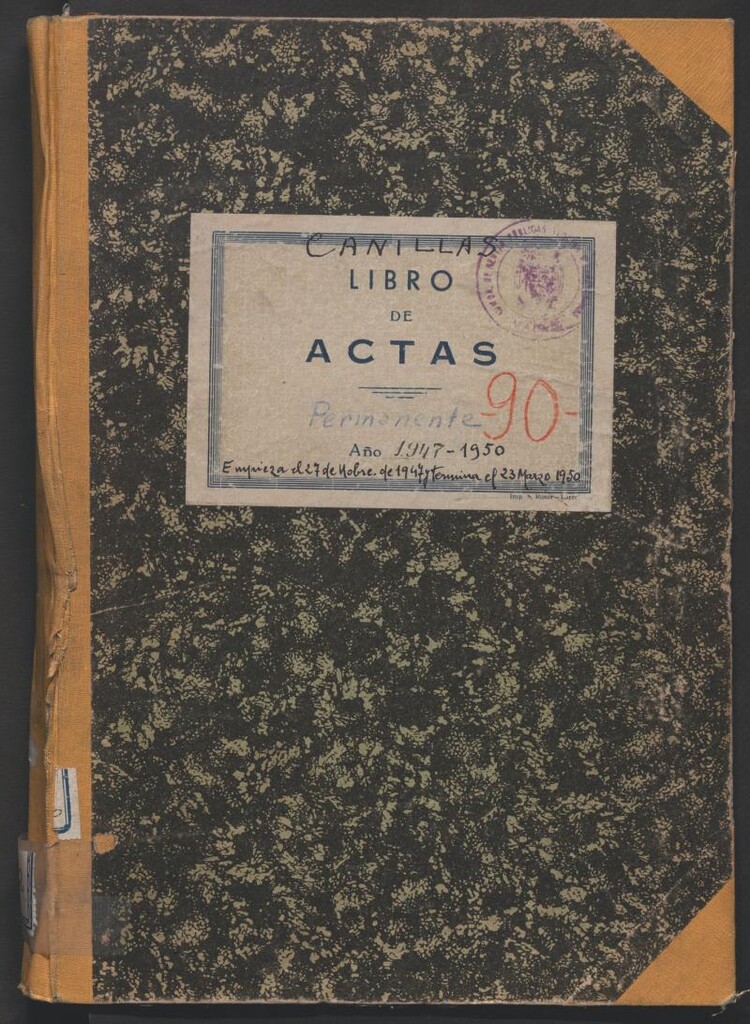 CANILLAS
LIBRO
DE
ACTAS
Permanente -90-
Año 1947-1950
Empieza el 27 de Nobre. de 1947 y termina el 23 Marzo 1950
Imp.